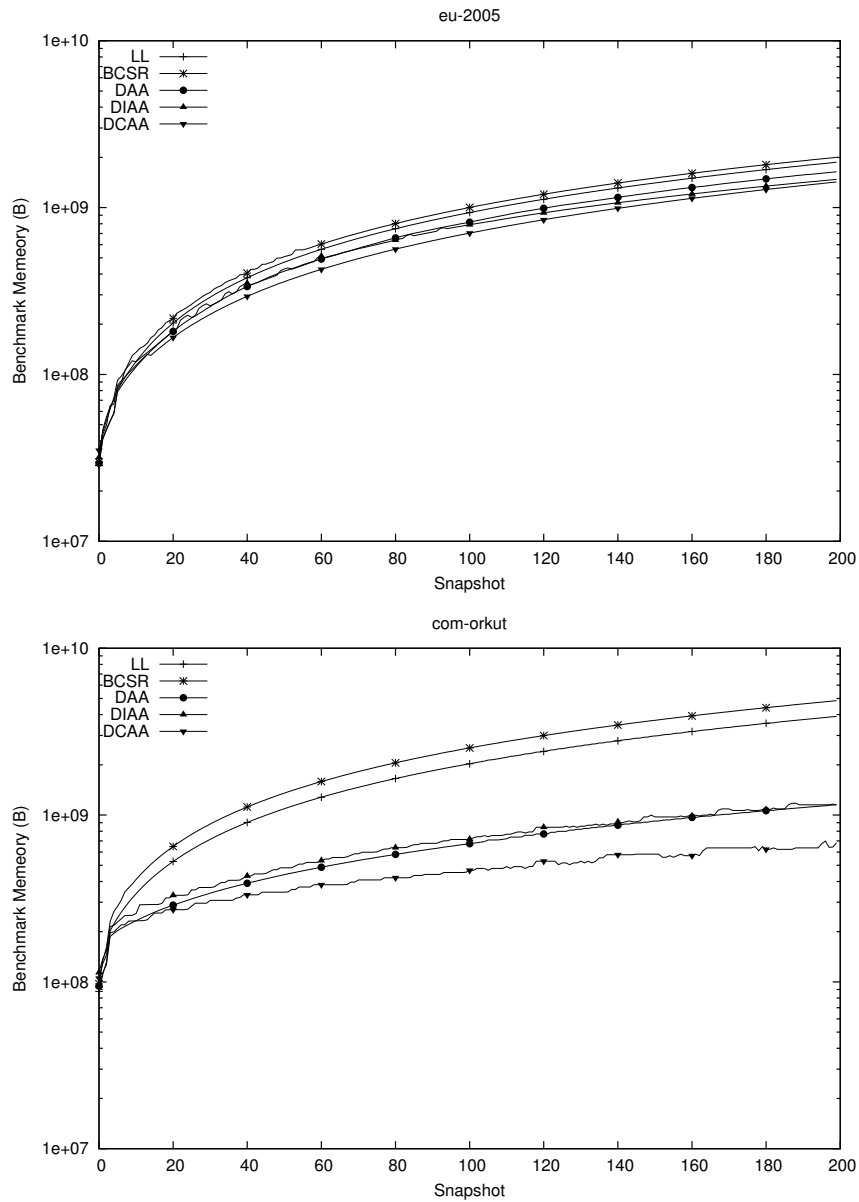 eu-2005
1e+10
LL
BCSR
DAA
DIAA
DCAA
1e+09
Benchmark Memeory (B)
1e+08
1e+07
0 20 40 60 80 100 120 140 160 180 200
Snapshot
com-orkut
1e+10
LL
BCSR
DAA
DIAA
DCAA
1e+09
Benchmark Memeory (B)
1e+08
1e+07
0 20 40 60 80 100 120 140 160 180 200
Snapshot